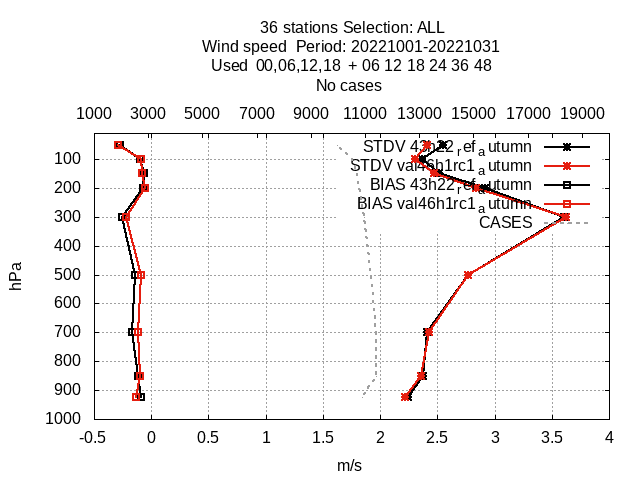 36 stations Selection: ALL
Wind speed  Period: 20221001-20221031
Used  00,06,12,18  + 06 12 18 24 36 48
No cases
1000 3000 5000 7000 9000 11000 13000 15000 17000 19000
STDV 43h22_ref_autumn
STDV val46h1rc1_autumn
BIAS 43h22_ref_autumn
BIAS val46h1rc1_autumn
CASES
100
200
300
400
500
600
700
800
900
1000
hPa
-0.5 0 0.5 1 1.5 2 2.5 3 3.5 4
m/s